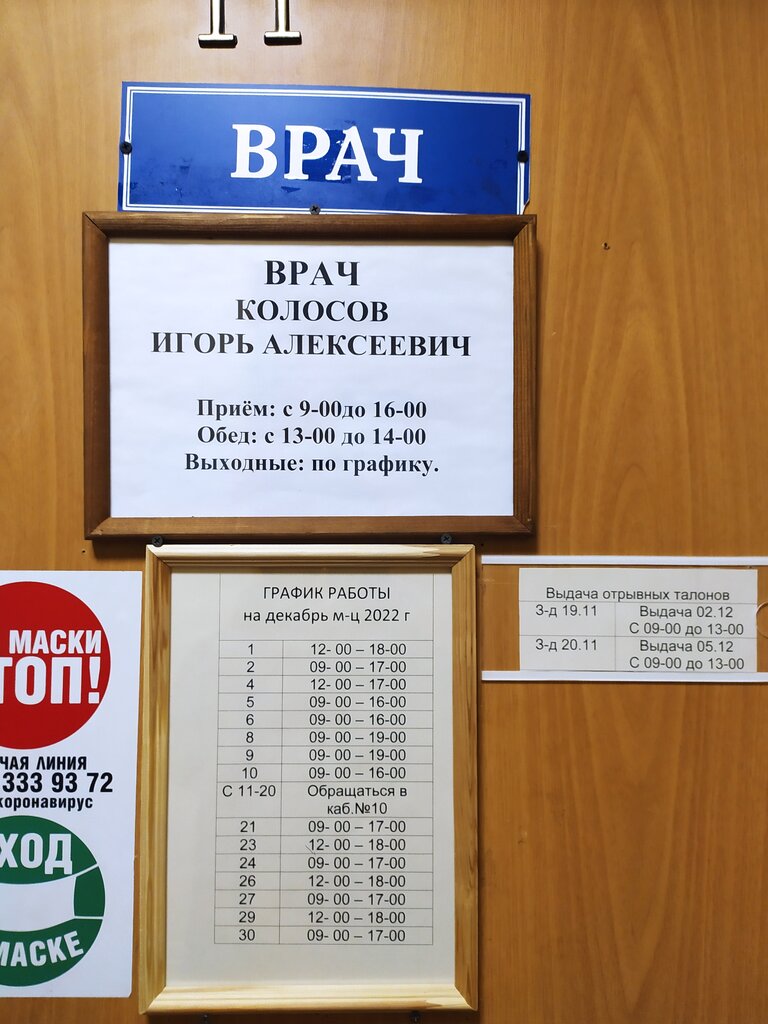 ВРАЧ
ВРАЧ
КОЛОСОВ
ИГОРЬ АЛЕКСЕЕВИЧ
Приём: с 9-00до 16-00
Обед: с 13-00 до 14-00
Выходные: по графику.
ГРАФИК РАБОТЫ
на декабрь м-ц 2022 г
1 12- 00 – 18-00
2 09- 00 – 17-00
4 12- 00 – 17-00
5 09- 00 – 16-00
6 09- 00 – 16-00
8 09- 00 – 19-00
9 09- 00 – 19-00
10 09- 00 – 16-00
С 11-20 Обращаться в
каб.№10
21 09- 00 – 17-00
23 12- 00 – 18-00
24 09- 00 – 17-00
26 12- 00 – 18-00
27 09- 00 – 17-00
29 12- 00 – 18-00
30 09- 00 – 17-00
Выдача отрывных талонов
З-д 19.11 Выдача 02.12
С 09-00 до 13-00
З-д 20.11 Выдача 05.12
С 09-00 до 13-00
МАСКИ
ТОП!
ЧАЯ ЛИНИЯ
333 93 72
коронавирус
ХОД
МАСКЕ